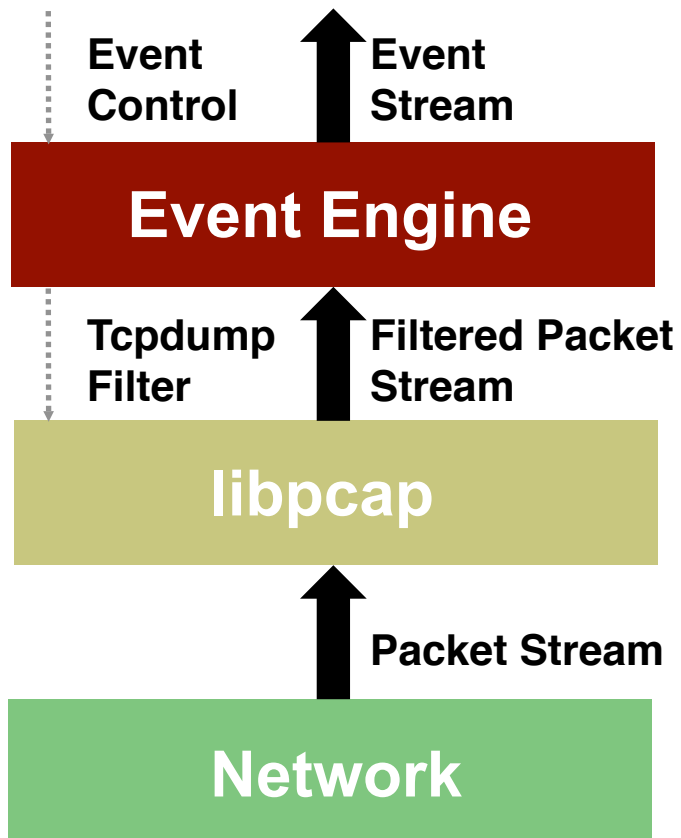 Event
Control
Event
Stream
Event Engine
Tcpdump
Filter
Filtered Packet
Stream
libpcap
Packet Stream
Network